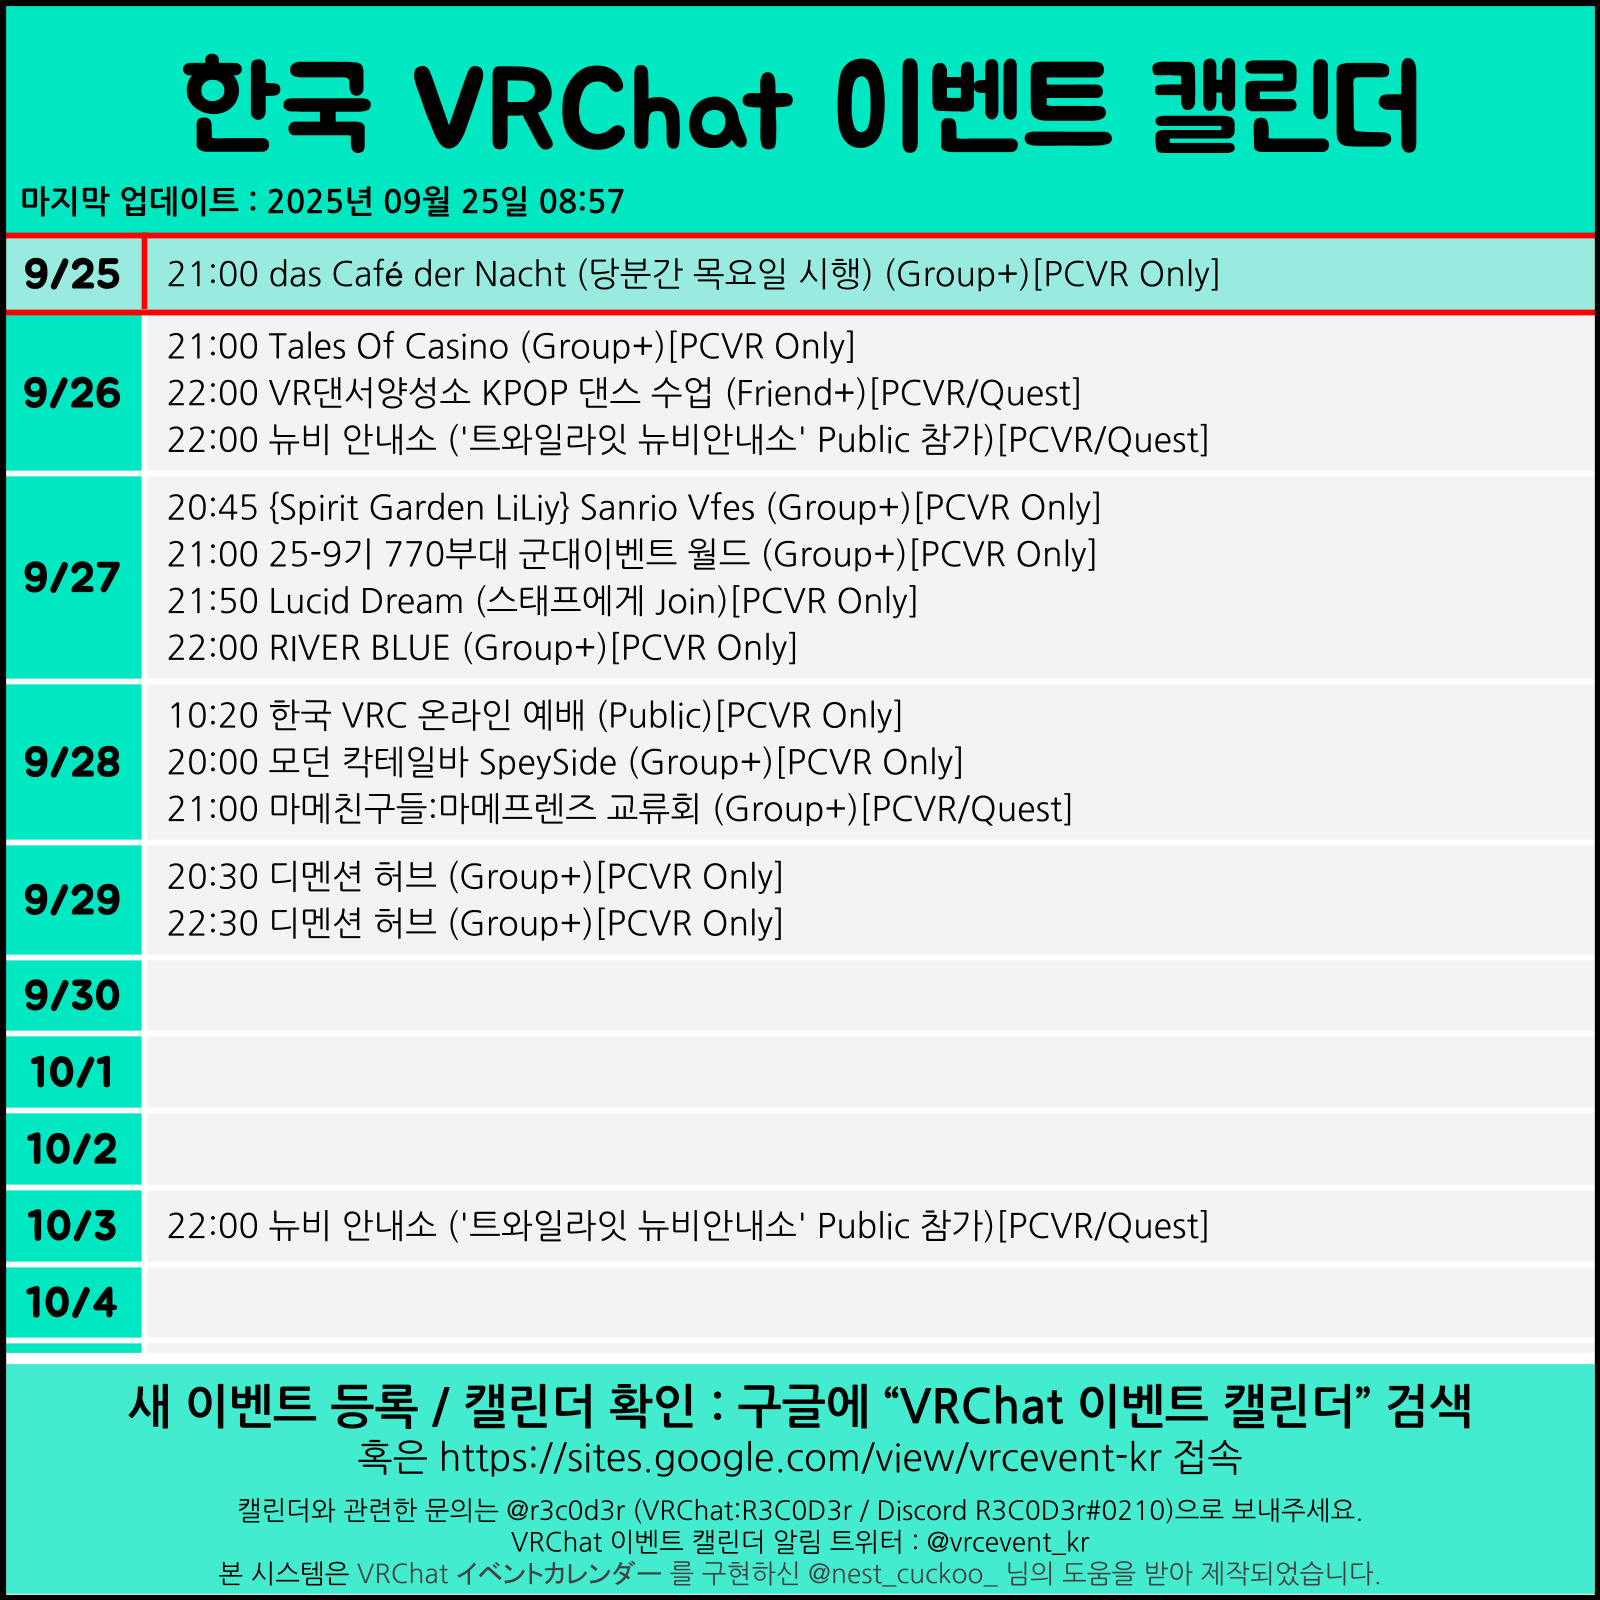 한국 VRChat 이벤트 캘린더
마지막 업데이트 : 2025년 09월 25일 08:57
9/25
21:00 das Café der Nacht (당분간 목요일 시행) (Group+)[PCVR Only]
9/26
21:00 Tales Of Casino (Group+)[PCVR Only]
22:00 VR댄서양성소 KPOP 댄스 수업 (Friend+)[PCVR/Quest]
22:00 뉴비 안내소 ('트와일라잇 뉴비안내소' Public 참가)[PCVR/Quest]
9/27
20:45 {Spirit Garden LiLiy} Sanrio Vfes (Group+)[PCVR Only]
21:00 25-9기 770부대 군대이벤트 월드 (Group+)[PCVR Only]
21:50 Lucid Dream (스태프에게 Join)[PCVR Only]
22:00 RIVER BLUE (Group+)[PCVR Only]
9/28
10:20 한국 VRC 온라인 예배 (Public)[PCVR Only]
20:00 모던 칵테일바 SpeySide (Group+)[PCVR Only]
21:00 마메친구들:마메프렌즈 교류회 (Group+)[PCVR/Quest]
9/29
20:30 디멘션 허브 (Group+)[PCVR Only]
22:30 디멘션 허브 (Group+)[PCVR Only]
9/30
10/1
10/2
10/3
22:00 뉴비 안내소 ('트와일라잇 뉴비안내소' Public 참가)[PCVR/Quest]
10/4
새 이벤트 등록 / 캘린더 확인 : 구글에 “VRChat 이벤트 캘린더” 검색
혹은 https://sites.google.com/view/vrcevent-kr 접속
캘린더와 관련한 문의는 @r3c0d3r (VRChat:R3C0D3r / Discord R3C0D3r#0210)으로 보내주세요.
VRChat 이벤트 캘린더 알림 트위터 : @vrcevent_kr
본 시스템은 VRChat イベントカレンダー 를 구현하신 @nest_cuckoo_ 님의 도움을 받아 제작되었습니다.